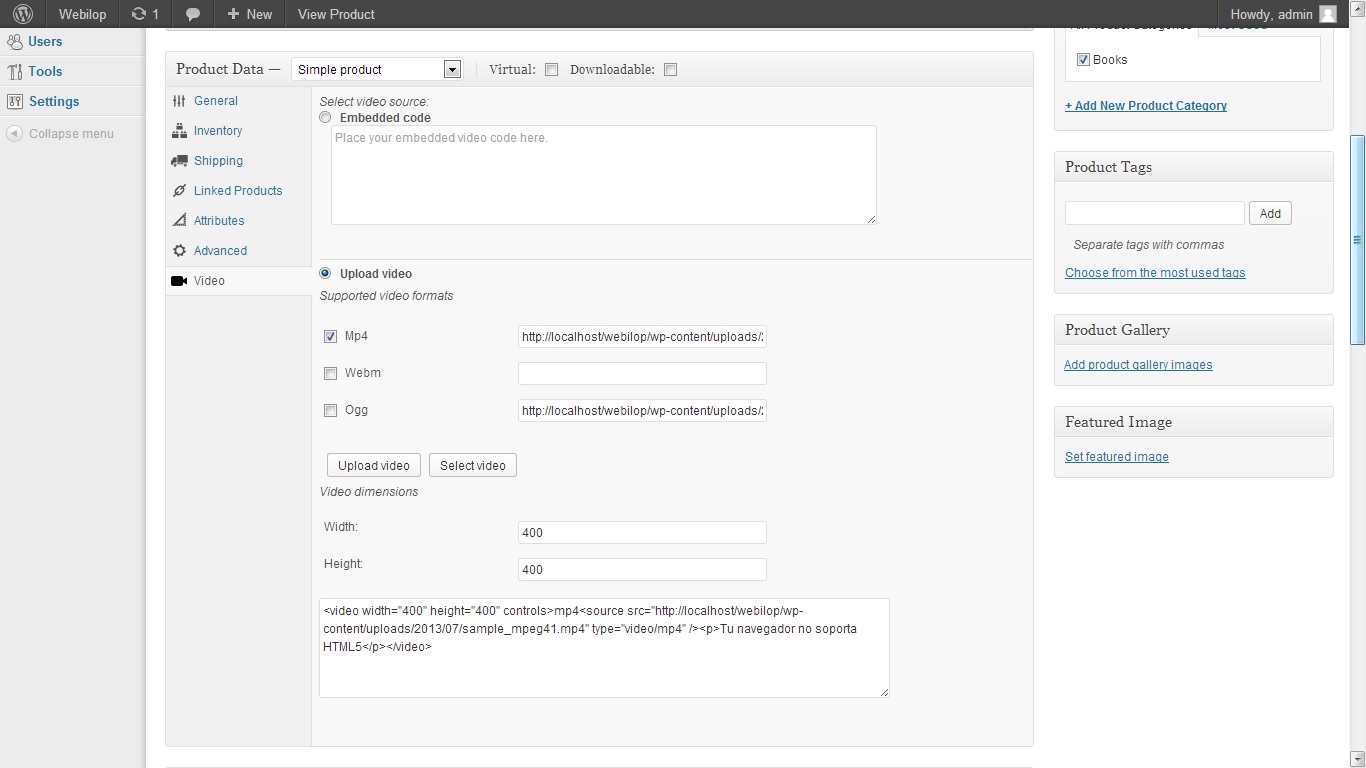 Webilop 1 New View Product Howdy, admin
Users
Tools
Settings
Collapse menu
Product Data — Simple product Virtual: Downloadable:
General
Inventory
Shipping
Linked Products
Attributes
Advanced
Video
Select video source:
Embedded code
Place your embedded video code here.
Upload video
Supported video formats
Mp4 http://localhost/webilop/wp-content/uploads/
Webm
Ogg http://localhost/webilop/wp-content/uploads/
Upload video Select video
Video dimensions
Width: 400
Height: 400
<video width="400" height="400" controls>mp4<source src="http://localhost/webilop/wp-
content/uploads/2013/07/sample_mpeg41.mp4" type="video/mp4" /><p>Tu navegador no soporta
HTML5</p></video>
Books
+ Add New Product Category
Product Tags
Add
Separate tags with commas
Choose from the most used tags
Product Gallery
Add product gallery images
Featured Image
Set featured image